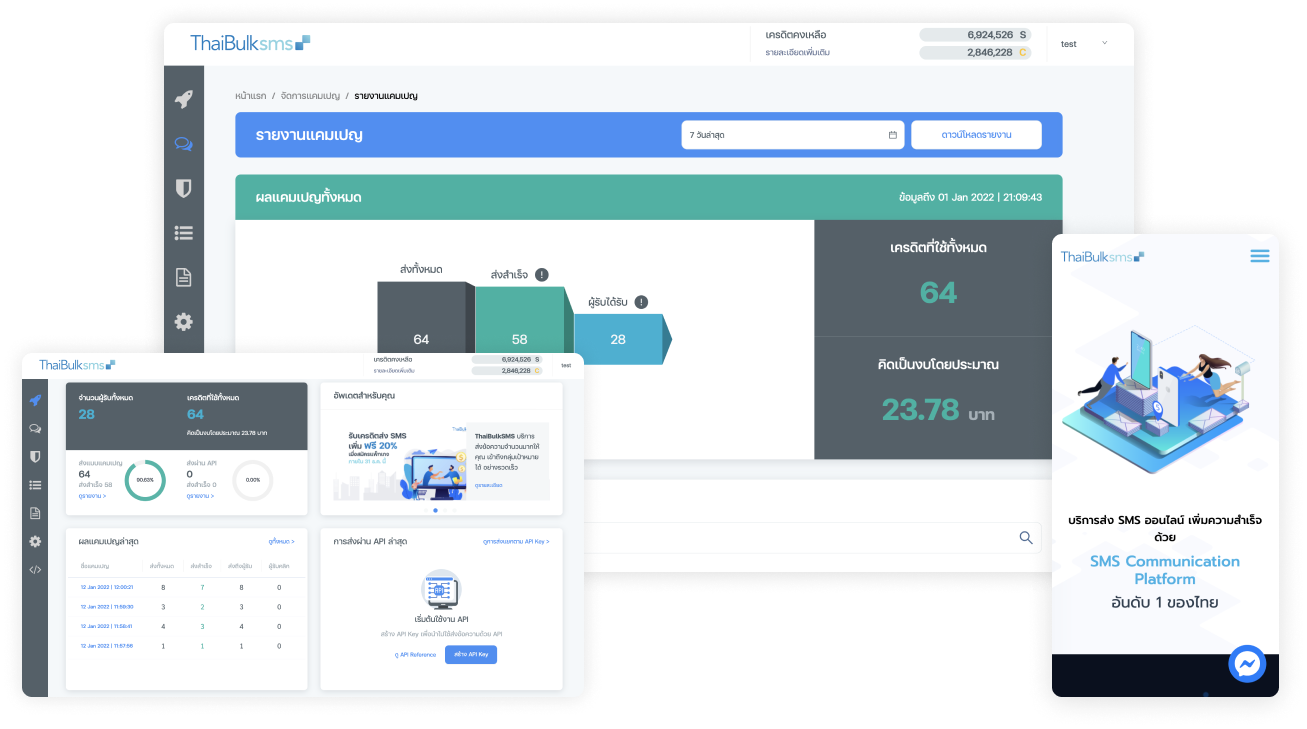 ThaiBulksms
เครดิตคงเหลือ
6,924,526 S
รายละเอียดเพิ่มเติม
2,846,228 C
test
หน้าแรก / จัดการแคมเปญ / รายงานแคมเปญ
รายงานแคมเปญ
7 วันล่าสุด
ดาวน์โหลดรายงาน
ผลแคมเปญทั้งหมด
ข้อมูลถึง 01 Jan 2022 | 21:09:43
ส่งทั้งหมด
ส่งสำเร็จ
ผู้รับได้รับ
64
58
28
เครดิตที่ใช้ทั้งหมด
64
คิดเป็นงบโดยประมาณ
23.78 บาท
ThaiBulksms
เครดิตคงเหลือ
6,924,526 S
รายละเอียดเพิ่มเติม
2,846,228 C
test
จำนวนผู้รับทั้งหมด
28
เครดิตที่ใช้ทั้งหมด
64
คิดเป็นงบโดยประมาณ 23.78 บาท
ส่งแบบแคมเปญ
64
ส่งสำเร็จ 58
ดูรายงาน >
90.63%
ส่งผ่าน API
0
ส่งสำเร็จ 0
ดูรายงาน >
0.00%
อัพเดตสำหรับคุณ
รับเครดิตส่ง SMS
เพิ่ม ฟรี 20%
เมื่อสมัครแพ็กเกจ
ภายใน 31 ม.ค. นี้
ThaiBulkSMS บริการ
ส่งข้อความจำนวนมากให้
คุณ เข้าถึงกลุ่มเป้าหมาย
ได้ อย่างรวดเร็ว
ดูรายละเอียด
ผลแคมเปญล่าสุด
ดูทั้งหมด >
ชื่อแคมเปญ ส่งทั้งหมด ส่งสำเร็จ ส่งถึงผู้รับ ผู้รับคลิก
12 Jan 2022 | 12:00:21 8 7 8 0
12 Jan 2022 | 11:59:30 3 2 3 0
12 Jan 2022 | 11:58:41 4 3 4 0
12 Jan 2022 | 11:57:56 1 1 1 0
การส่งผ่าน API ล่าสุด
ดูการส่งแยกตาม API Key >
เริ่มต้นใช้งาน API
สร้าง API Key เพื่อนำไปใช้ส่งข้อความด้วย API
ดู API Reference
สร้าง API Key
ThaiBulksms
บริการส่ง SMS ออนไลน์ เพิ่มความสำเร็จ
ด้วย
SMS Communication
Platform
อันดับ 1 ของไทย